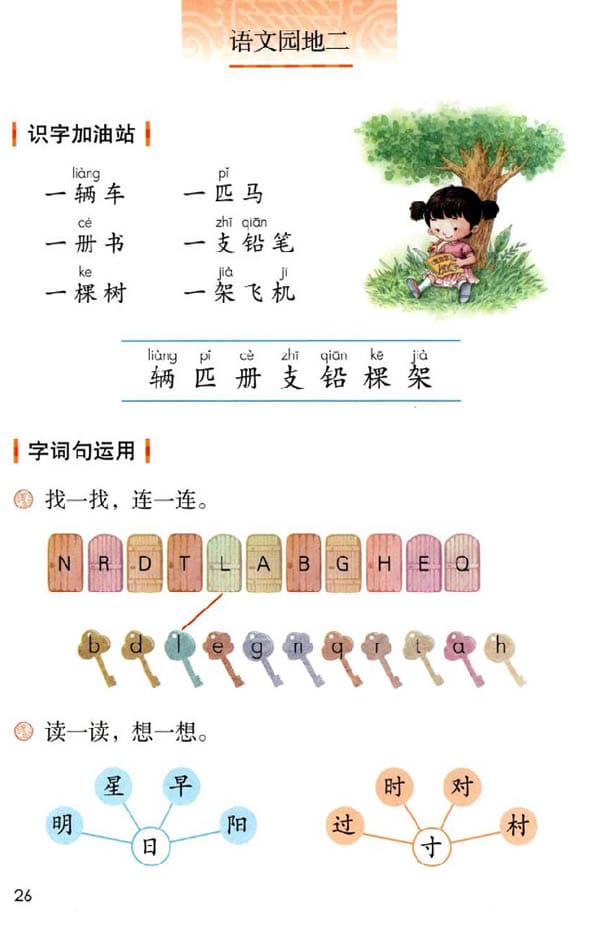 语文园地二
识字加油站
liàng pǐ
一辆车 一匹马
cè zhī qiān
一册书 一支铅笔
kē jià jī
一棵树 一架飞机
liàng pǐ cè zhī qiān kē jià
辆 匹 册 支 铅 棵 架
字词句运用
找一找，连一连。
N R D T L A B G H E Q
b d l e g n q r t a h
读一读，想一想。
星 早 时 对
明 阳 过 村
日 寸
26